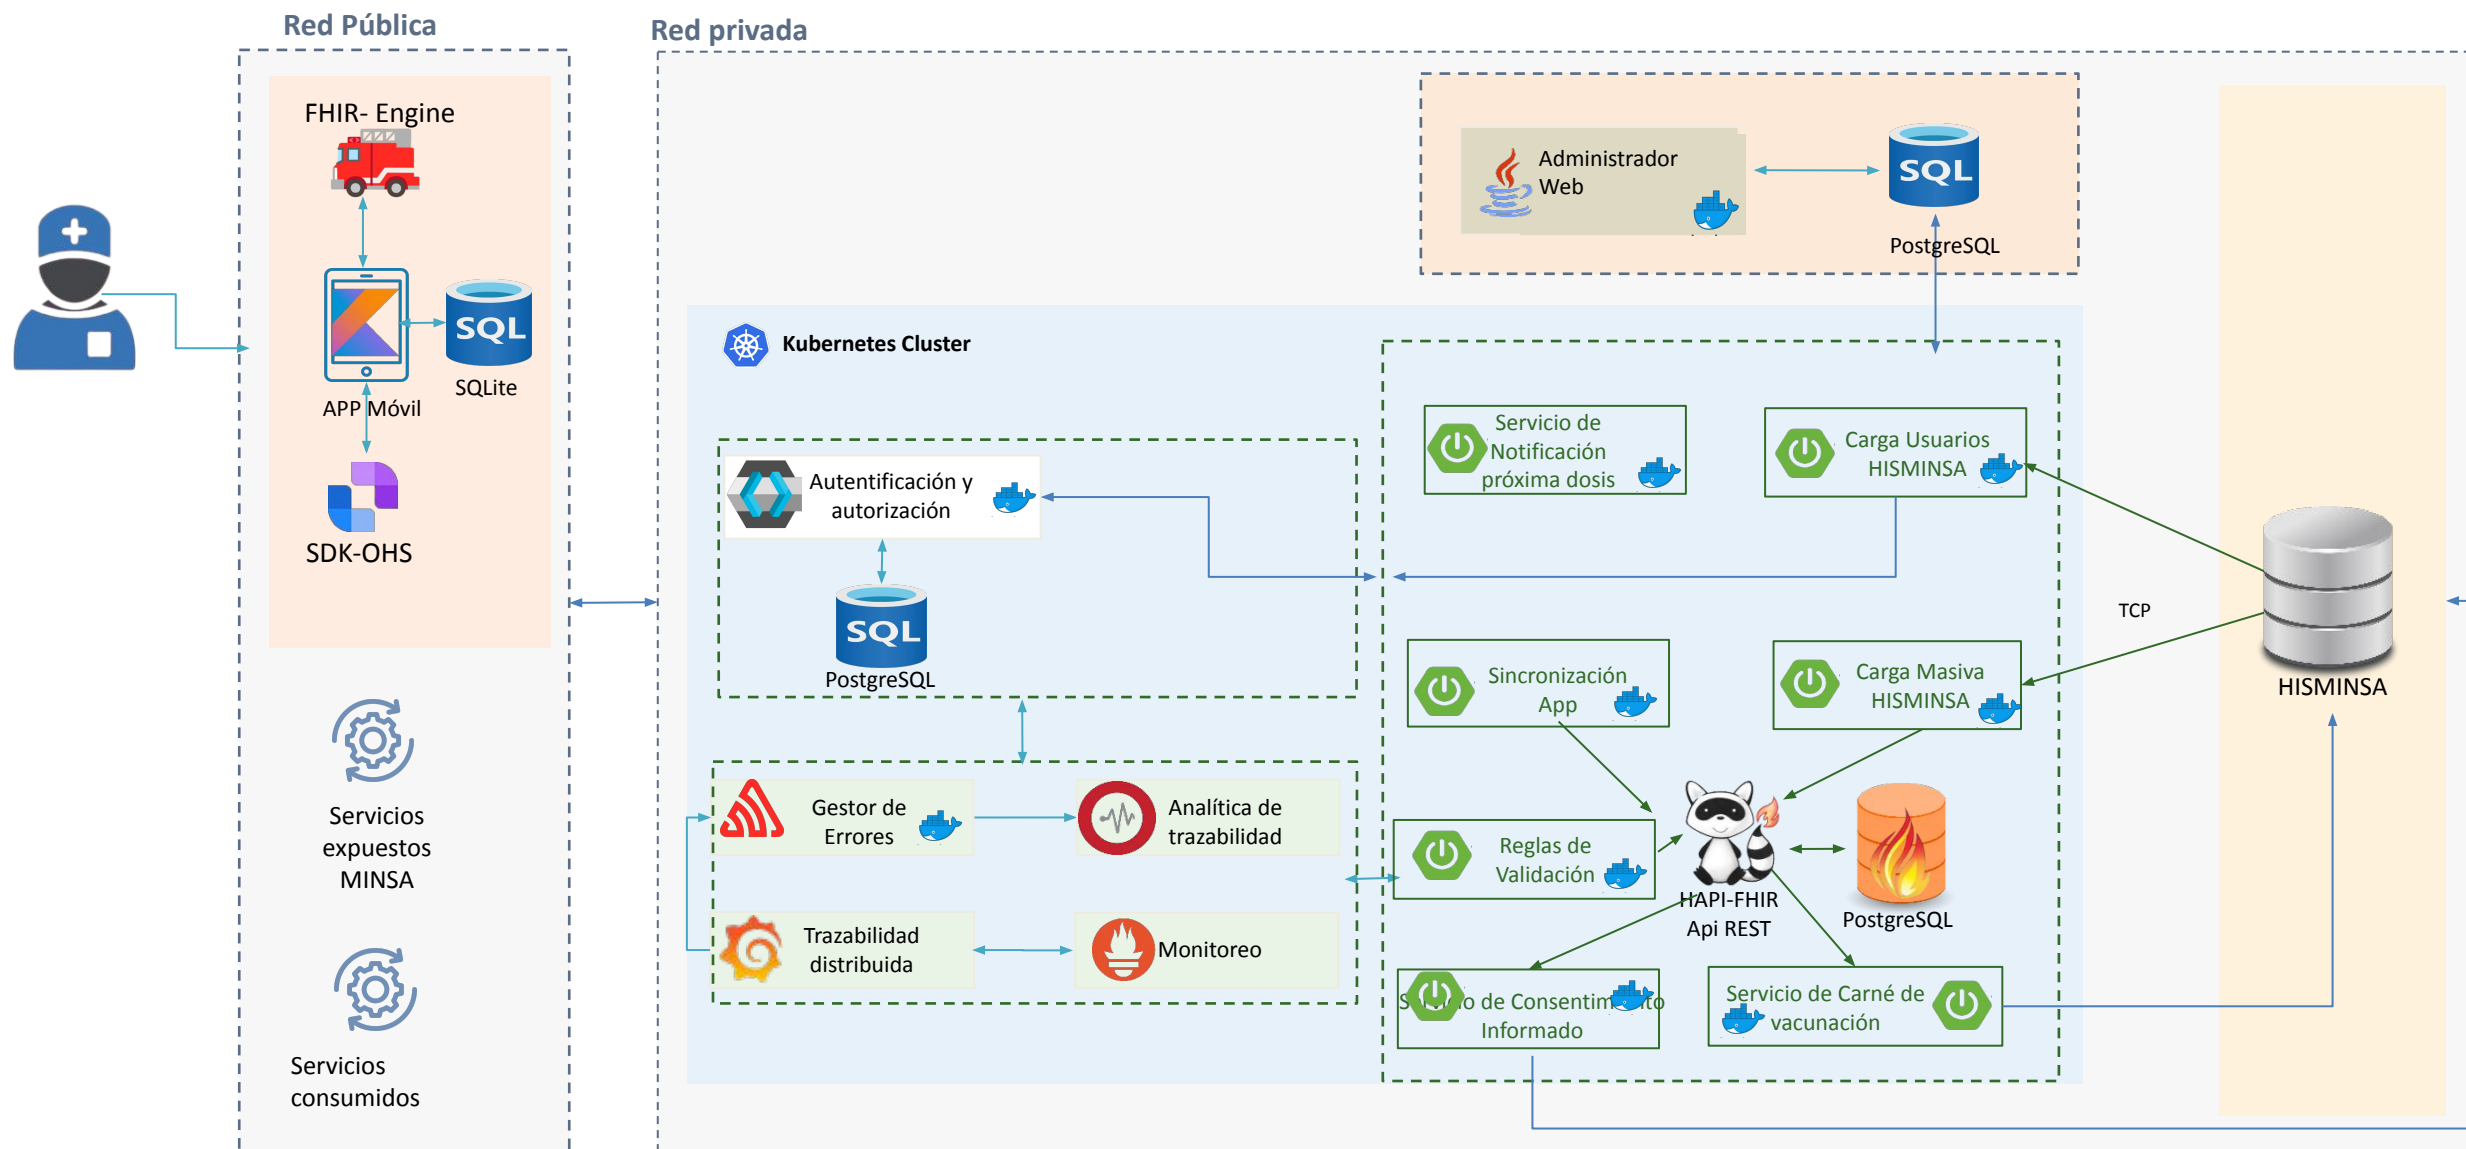 Red Pública
Red privada
FHIR- Engine
APP Móvil
SQL
SQLite
SDK-OHS
Servicios
expuestos
MINSA
Servicios
consumidos
Administrador
Web
SQL
PostgreSQL
Kubernetes Cluster
Autentificación y
autorización
SQL
PostgreSQL
Gestor de
Errores
Analítica de
trazabilidad
Trazabilidad
distribuida
Monitoreo
Servicio de
Notificación
próxima dosis
Carga Usuarios
HISMINSA
Sincronización
App
Carga Masiva
HISMINSA
Reglas de
Validación
HAPI-FHIR
Api REST
PostgreSQL
Servicio de Consentimiento
Informado
Servicio de Carné de
vacunación
TCP
HISMINSA